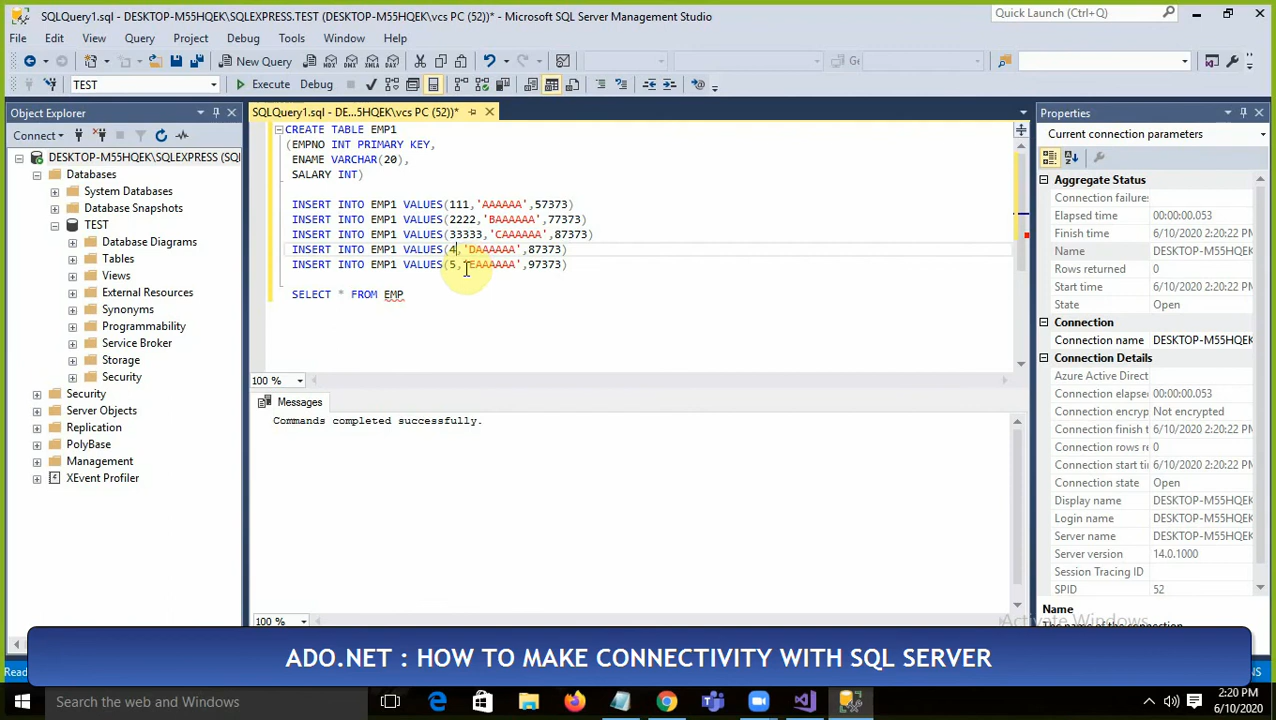 SQLQuery1.sql - DESKTOP-M55HQEK\SQLEXPRESS.TEST (DESKTOP-M55HQEK\vcs PC (52))* - Microsoft SQL Server Management Studio
Quick Launch (Ctrl+Q)
File Edit View Query Project Debug Tools Window Help
New Query
TEST
Execute Debug
Object Explorer
Connect
DESKTOP-M55HQEK\SQLEXPRESS (SQ
Databases
System Databases
Database Snapshots
TEST
Database Diagrams
Tables
Views
External Resources
Synonyms
Programmability
Service Broker
Storage
Security
Security
Server Objects
Replication
PolyBase
Management
XEvent Profiler
SQLQuery1.sql - DE...5HQEK\vcs PC (52))*
CREATE TABLE EMP1
(EMPNO INT PRIMARY KEY,
ENAME VARCHAR(20),
SALARY INT)
INSERT INTO EMP1 VALUES(111,'AAAAAA',57373)
INSERT INTO EMP1 VALUES(2222,'BAAAAAA',77373)
INSERT INTO EMP1 VALUES(33333,'CAAAAAA',87373)
INSERT INTO EMP1 VALUES(4,'DAAAAAA',87373)
INSERT INTO EMP1 VALUES(5,'EAAAAAA',97373)
SELECT * FROM EMP
100 %
Messages
Commands completed successfully.
100 %
Properties
Current connection parameters
Aggregate Status
Connection failures
Elapsed time 00:00:00.053
Finish time 6/10/2020 2:20:22 PM
Name DESKTOP-M55HQEK
Rows returned 0
Start time 6/10/2020 2:20:22 PM
State Open
Connection
Connection name DESKTOP-M55HQEK
Connection Details
Azure Active Direct
Connection elapse 00:00:00.053
Connection encryp Not encrypted
Connection finish t 6/10/2020 2:20:22 PM
Connection rows re 0
Connection start ti 6/10/2020 2:20:22 PM
Connection state Open
Display name DESKTOP-M55HQEK
Login name DESKTOP-M55HQEK
Server name DESKTOP-M55HQEK
Server version 14.0.1000
Session Tracing ID
SPID 52
Name
Activate Windows
Ready
ADO.NET : HOW TO MAKE CONNECTIVITY WITH SQL SERVER
Search the web and Windows
2:20 PM
6/10/2020